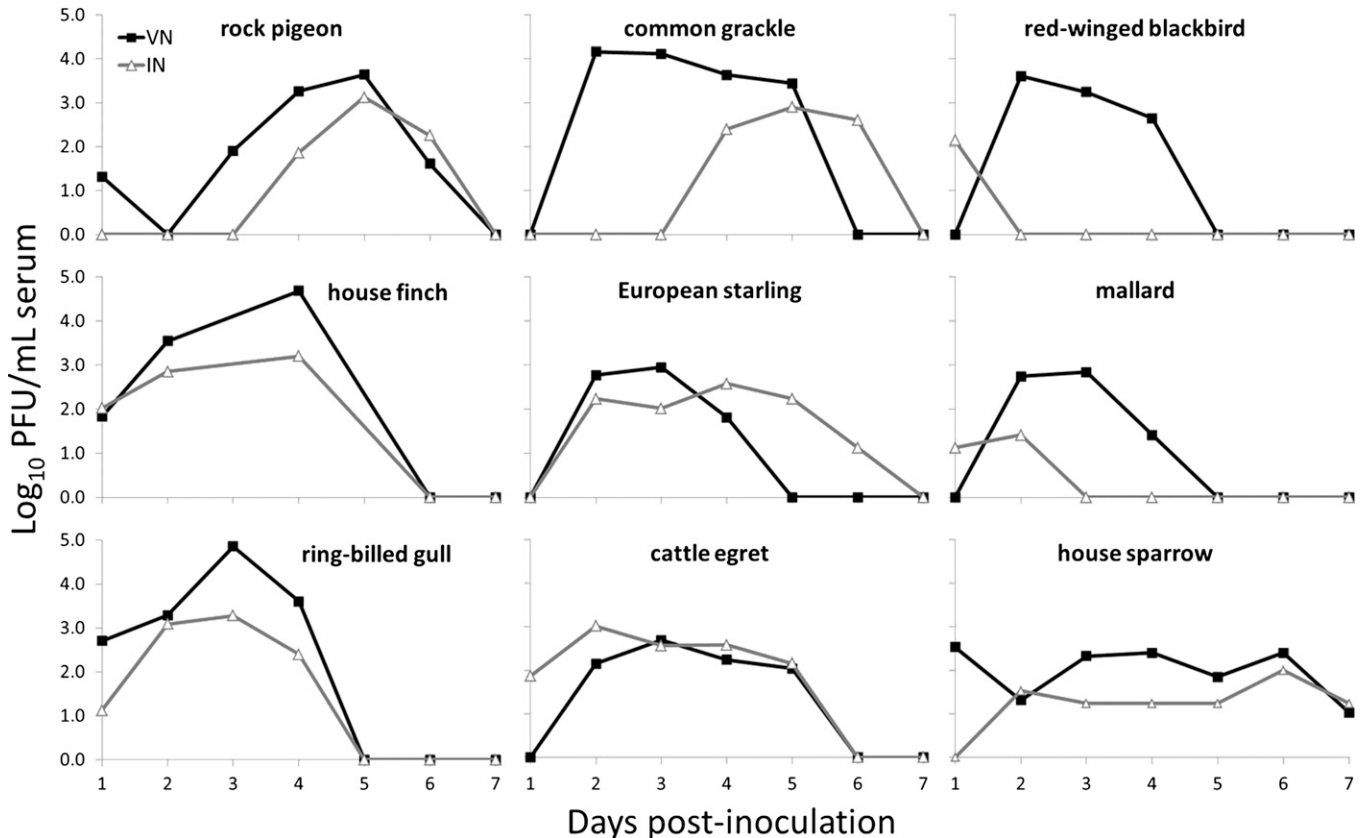 5.0
4.0
3.0
2.0
1.0
0.0
rock pigeon
VN
IN
common grackle
red-winged blackbird
5.0
4.0
3.0
2.0
1.0
0.0
house finch
European starling
mallard
5.0
4.0
3.0
2.0
1.0
0.0
ring-billed gull
cattle egret
house sparrow
1 2 3 4 5 6 7
1 2 3 4 5 6 7
1 2 3 4 5 6 7
Log10 PFU/mL serum
Days post-inoculation